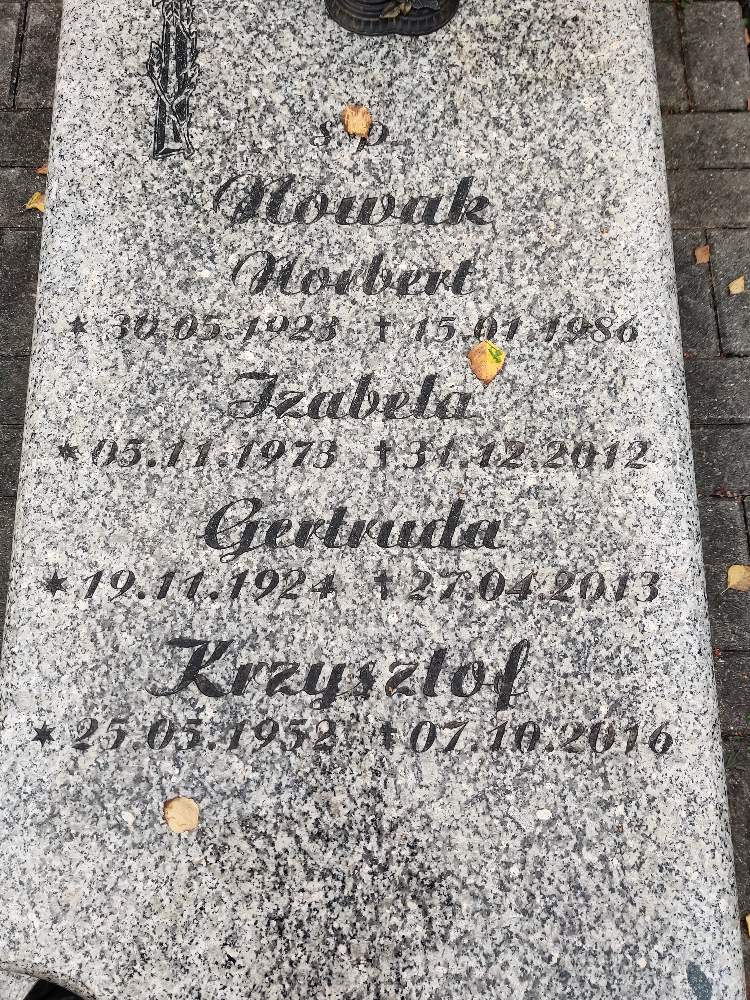 ś p.
Nowak
Norbert
* 30.05.1923 † 15.01.1986
Izabela
* 05.11.1973 † 31.12.2012
Gertruda
* 19.11.1924 † 27.04.2013
Krzysztof
* 25.05.1952 † 07.10.2016